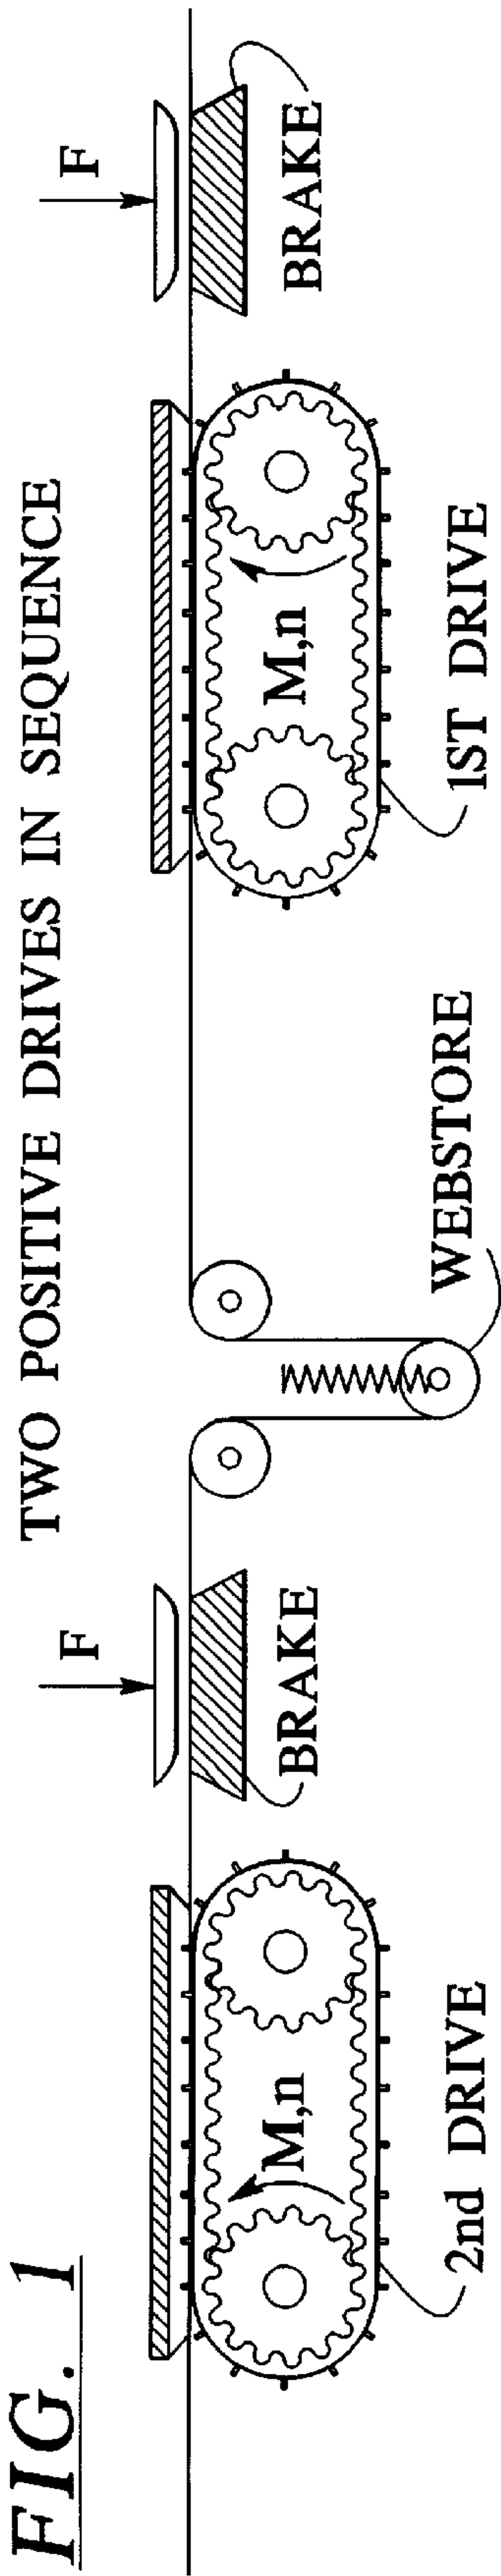 FIG. 1
TWO POSITIVE DRIVES IN SEQUENCE
F
F
M,n
M,n
2nd DRIVE
BRAKE
WEBSTORE
1ST DRIVE
BRAKE